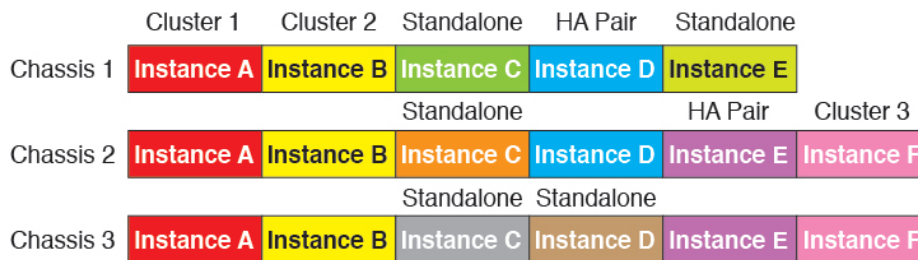 Cluster 1 Cluster 2 Standalone HA Pair Standalone
Chassis 1 Instance A Instance B Instance C Instance D Instance E
Standalone HA Pair Cluster 3
Chassis 2 Instance A Instance B Instance C Instance D Instance E Instance F
Standalone Standalone
Chassis 3 Instance A Instance B Instance C Instance D Instance E Instance F